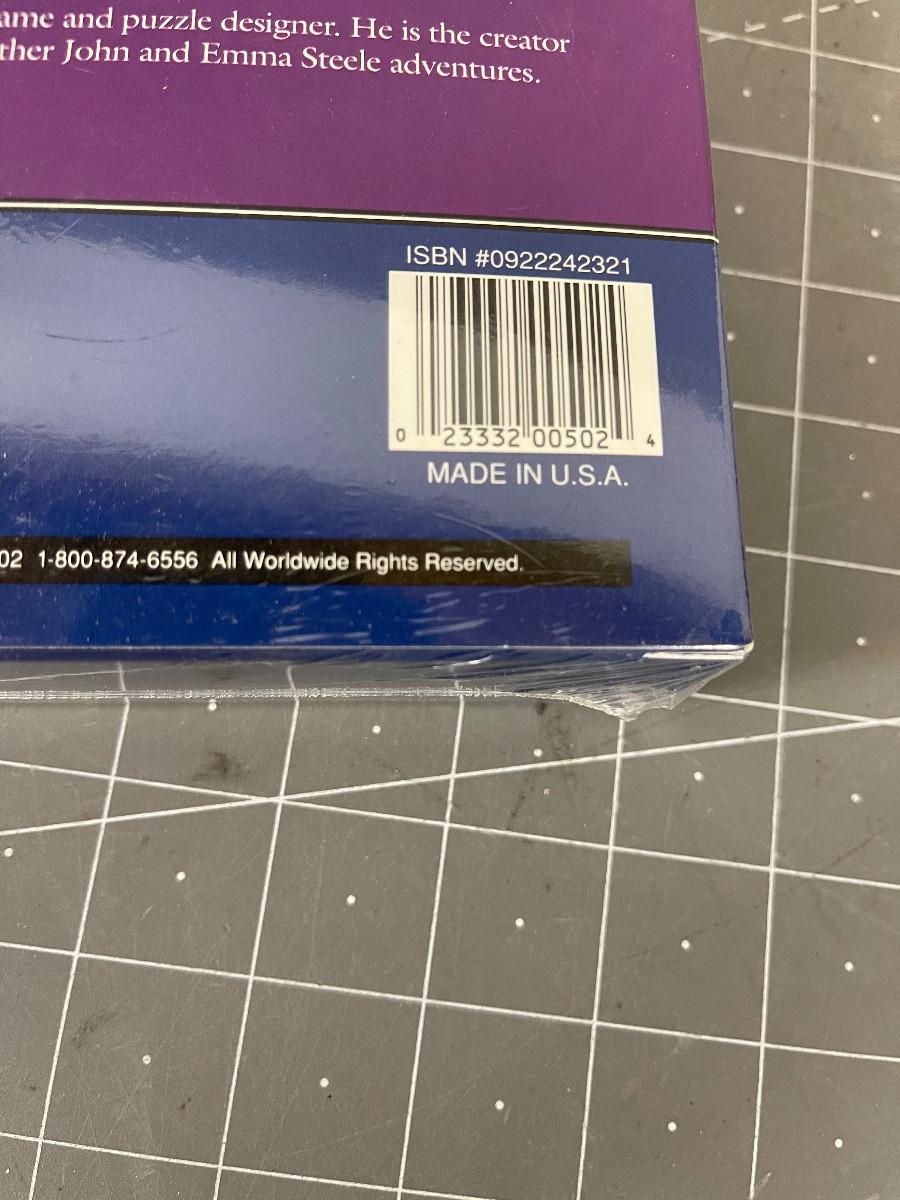 ame and puzzle designer. He is the creator
ther John and Emma Steele adventures.
ISBN #0922242321
0 23332 00502 4
MADE IN U.S.A.
02 1-800-874-6556 All Worldwide Rights Reserved.